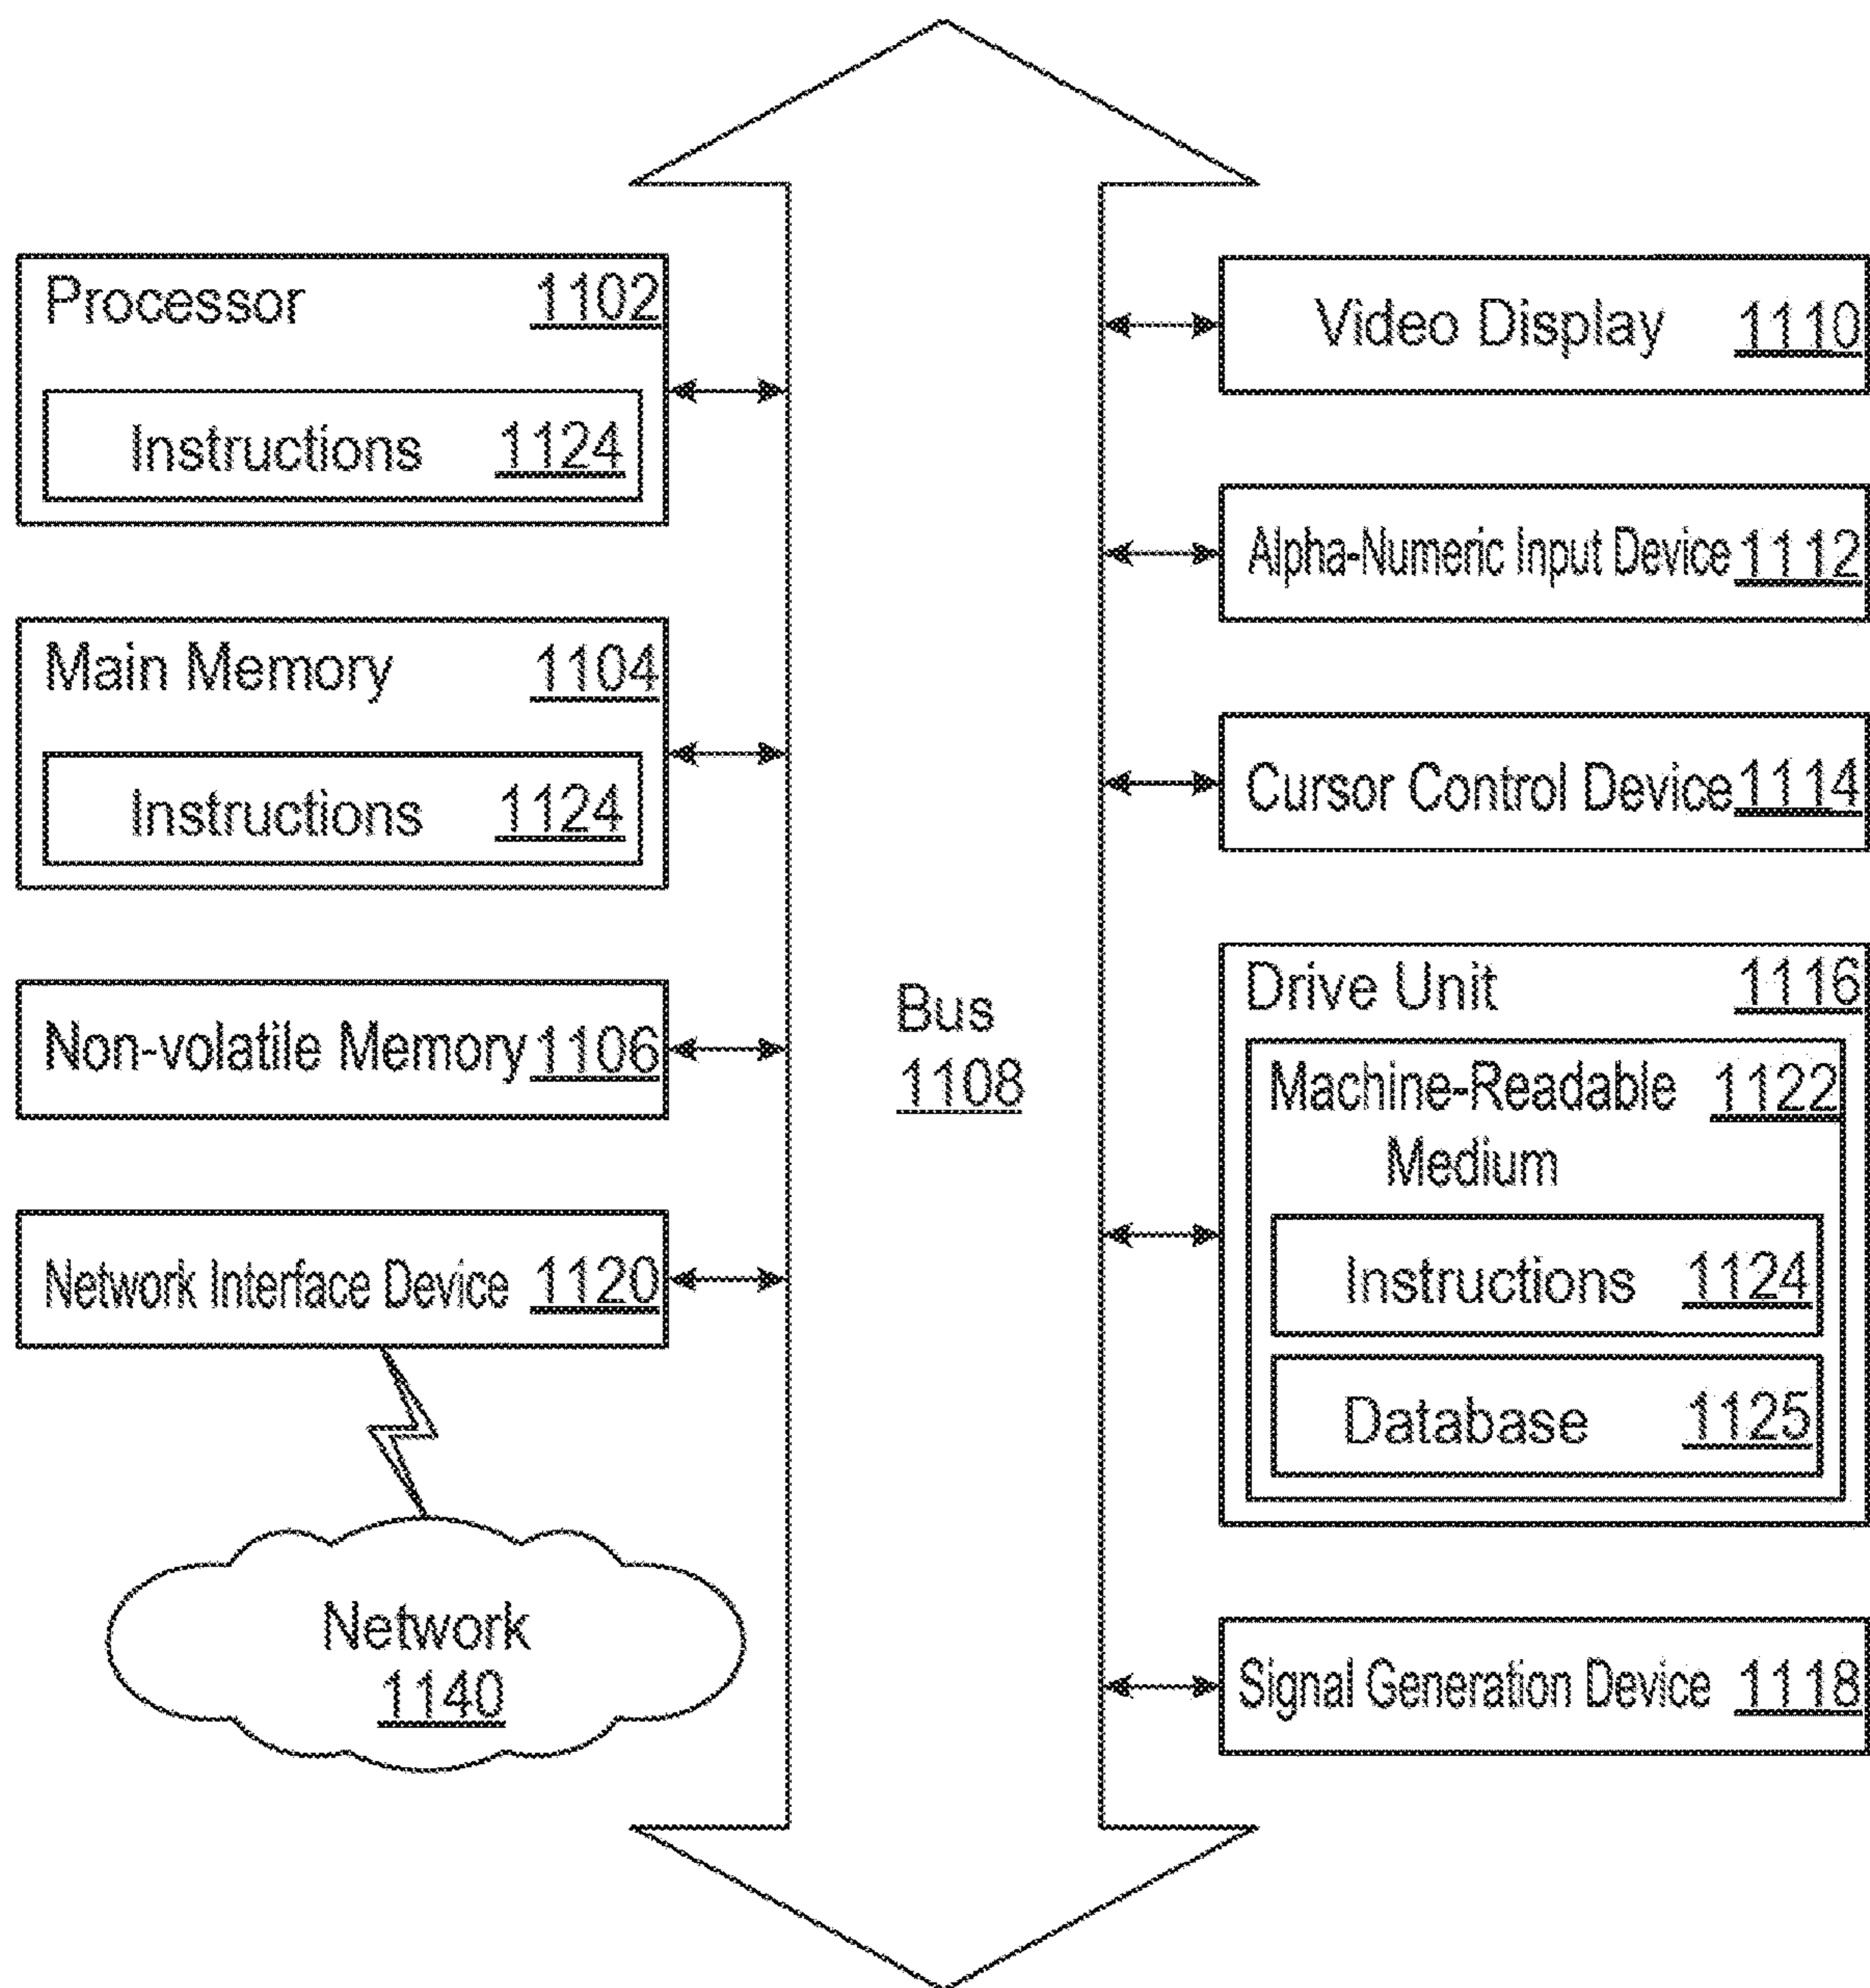 Processor 1102
Instructions 1124
Main Memory 1104
Instructions 1124
Non-volatile Memory 1106
Network Interface Device 1120
Network
1140
Bus
1108
Video Display 1110
Alpha-Numeric Input Device 1112
Cursor Control Device 1114
Drive Unit 1116
Machine-Readable 1122
Medium
Instructions 1124
Database 1125
Signal Generation Device 1118